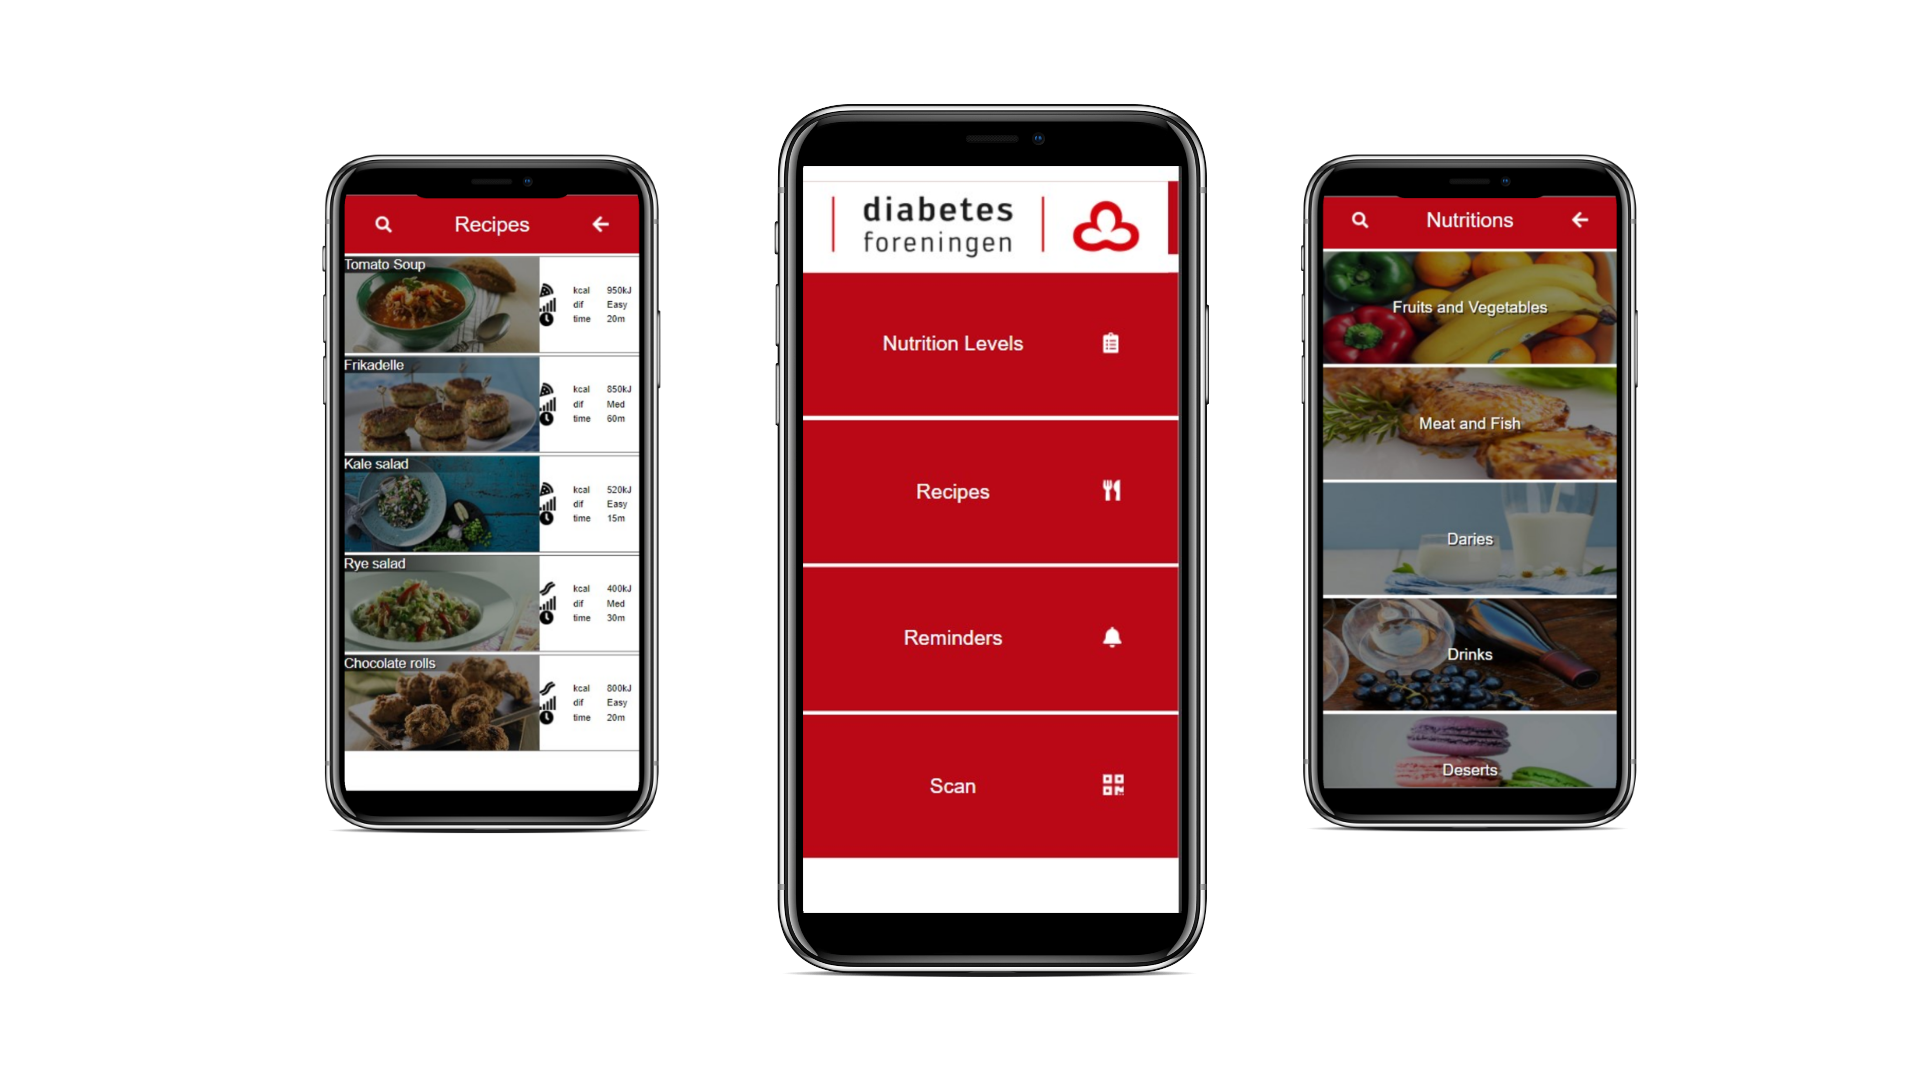 Recipes
Tomato Soup
kcal 950kJ
dif Easy
time 20m
Frikadelle
kcal 850kJ
dif Med
time 60m
Kale salad
kcal 520kJ
dif Easy
time 15m
Rye salad
kcal 400kJ
dif Med
time 30m
Chocolate rolls
kcal 800kJ
dif Easy
time 20m
diabetes
foreningen
Nutrition Levels
Recipes
Reminders
Scan
Nutritions
Fruits and Vegetables
Meat and Fish
Daries
Drinks
Deserts